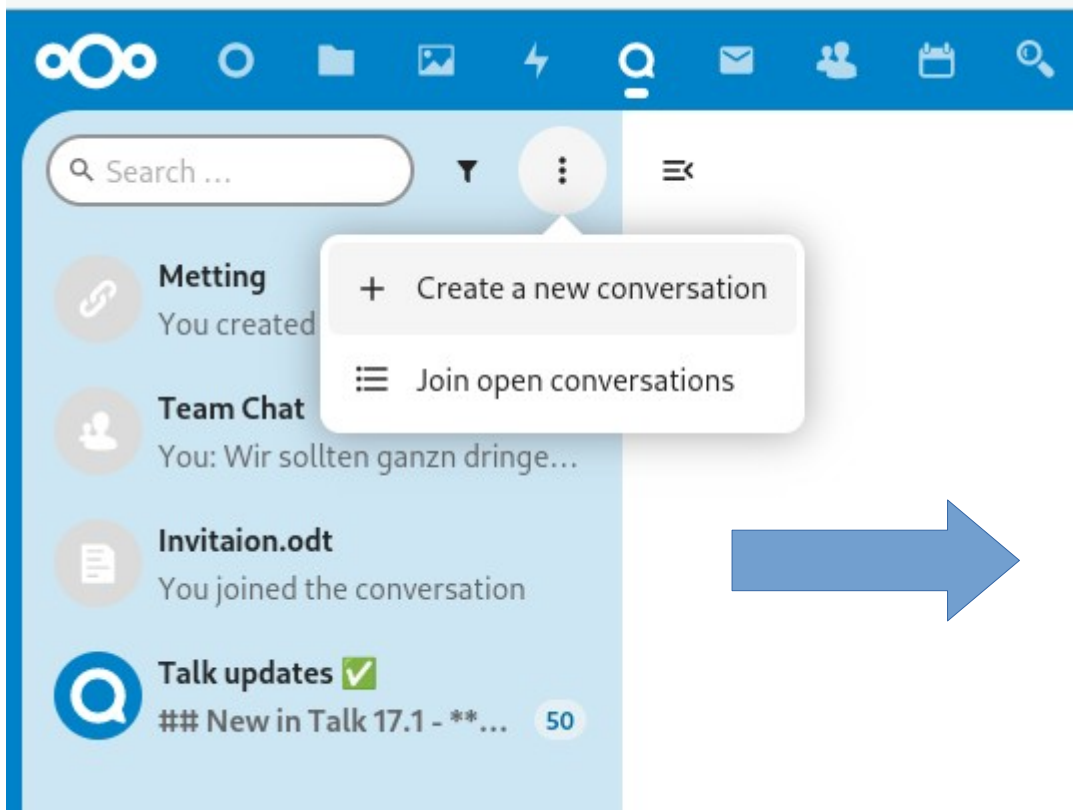 Search ...
Create a new conversation
Join open conversations
Metting
You created
Team Chat
You: Wir sollten ganzn dringe...
Invitaion.odt
You joined the conversation
Talk updates ✅
## New in Talk 17.1 - **... 50